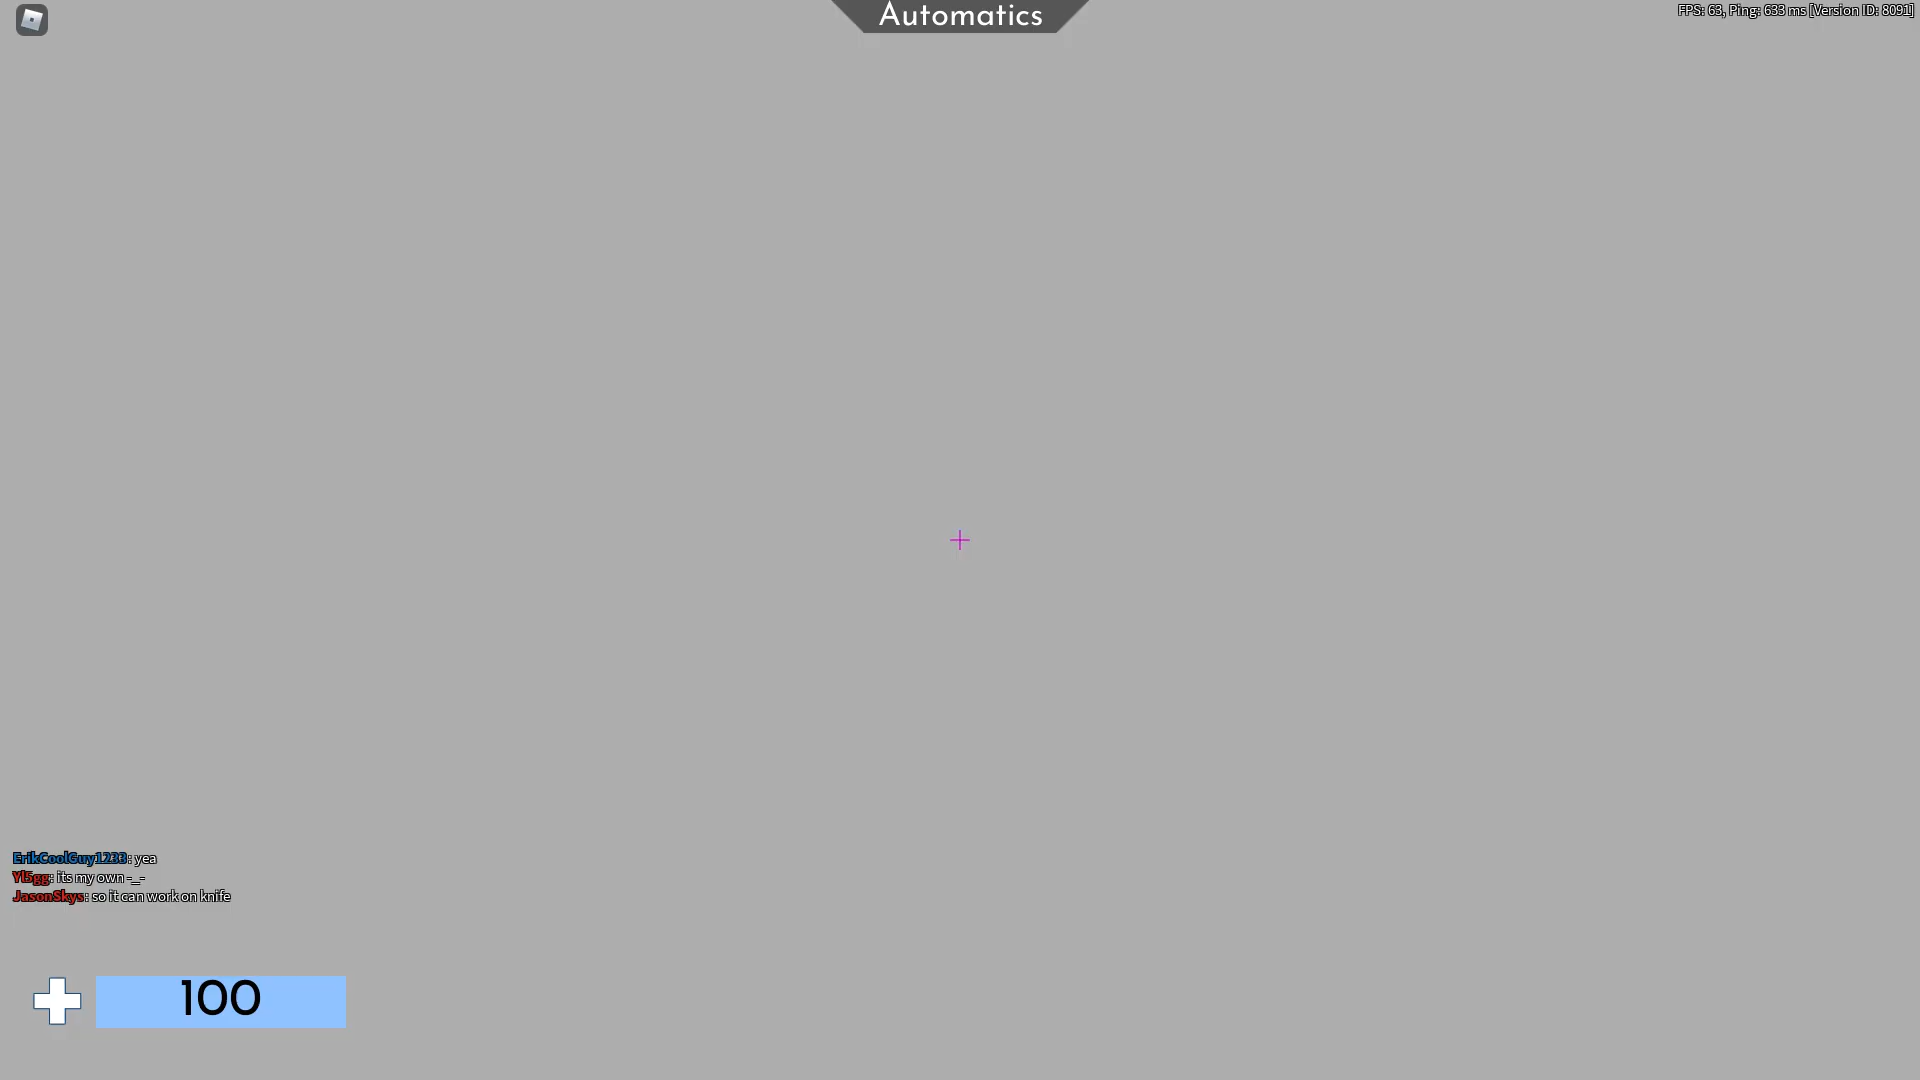 Automatics
FPS: 63, Ping: 633 ms [Version ID: 8091]
ErikCoolGuy1233: yea
Yl5gg: its my own -_-
JasonSkys: so it can work on knife
100